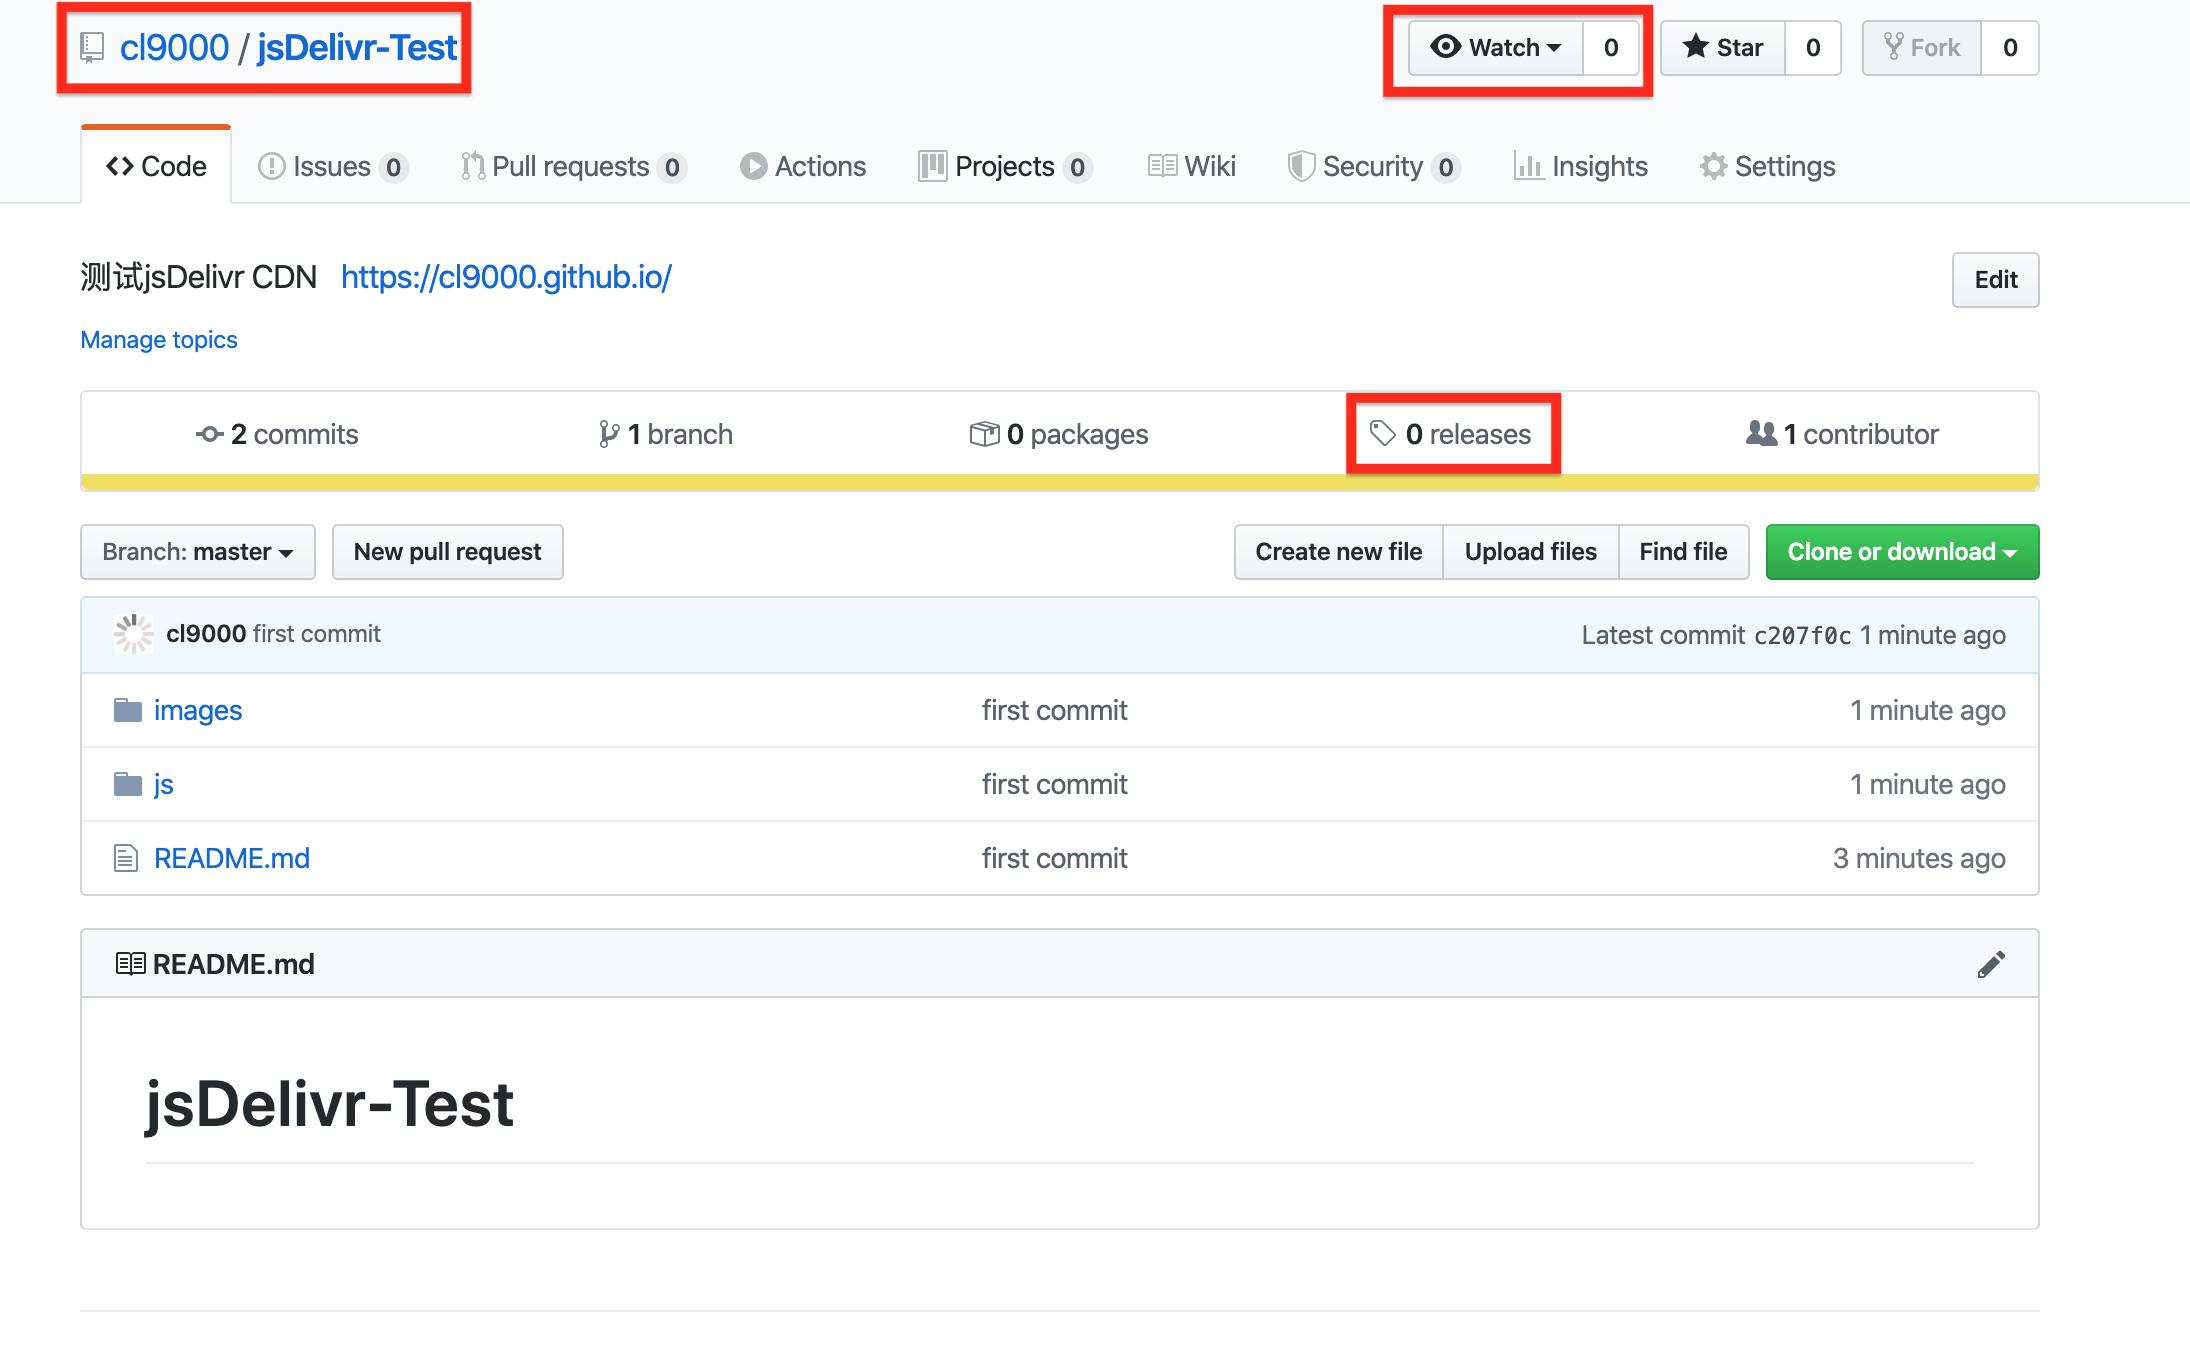 cl9000 / jsDelivr-Test
Watch 0 Star 0 Fork 0
Code Issues 0 Pull requests 0 Actions Projects 0 Wiki Security 0 Insights Settings
测试jsDelivr CDN https://cl9000.github.io/
Edit
Manage topics
2 commits 1 branch 0 packages 0 releases 1 contributor
Branch: master New pull request Create new file Upload files Find file Clone or download
cl9000 first commit Latest commit c207f0c 1 minute ago
images first commit 1 minute ago
js first commit 1 minute ago
README.md first commit 3 minutes ago
README.md
jsDelivr-Test